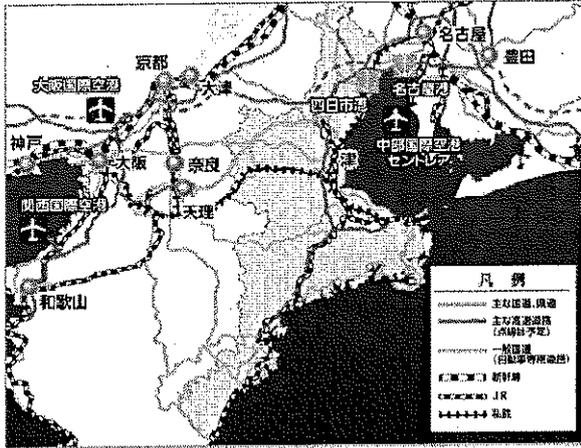 名古屋
豊田
京都
大津
大阪国際空港
四日市港
名古屋港
神戸
大阪
奈良
津
中部国際空港
セントレア
関西国際空港
天理
和歌山
凡例
主な国道、県道
主な高速道路
(点線は予定)
一般国道
(自動車専用道路)
新幹線
JR
私鉄